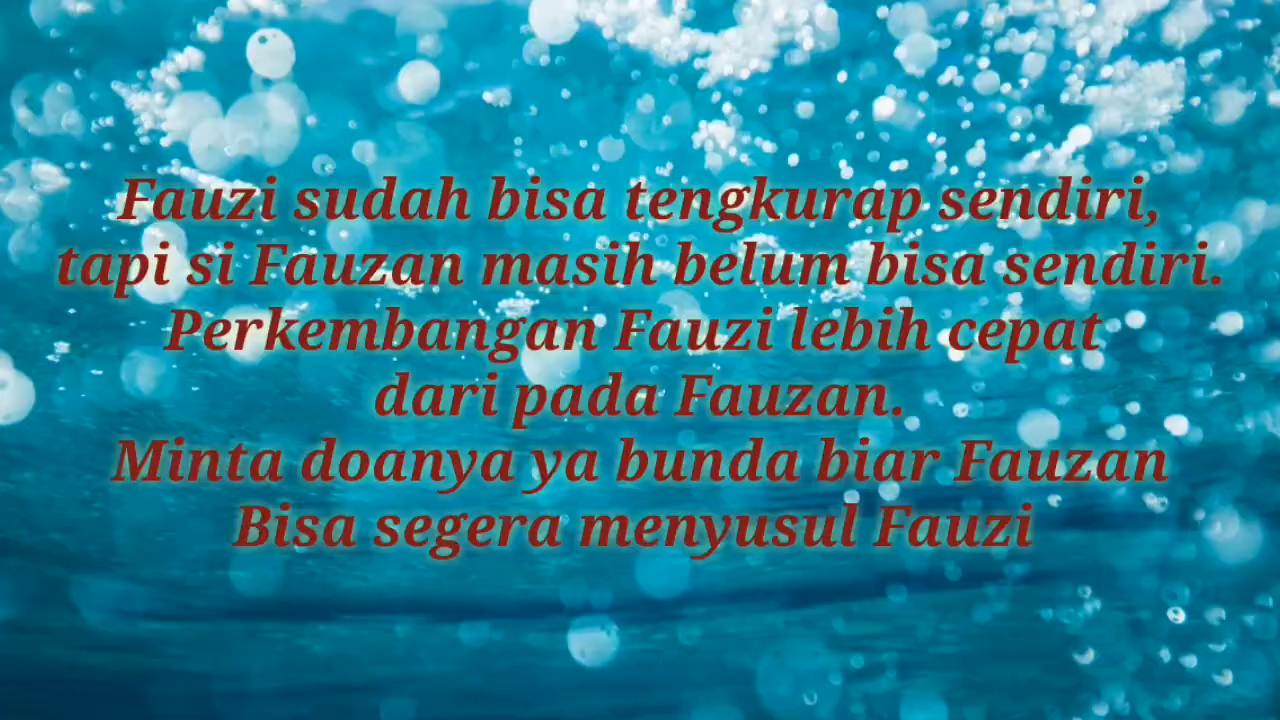 Fauzi sudah bisa tengkurap sendiri,
tapi si Fauzan masih belum bisa sendiri.
Perkembangan Fauzi lebih cepat
dari pada Fauzan.
Minta doanya ya bunda biar Fauzan
Bisa segera menyusul Fauzi